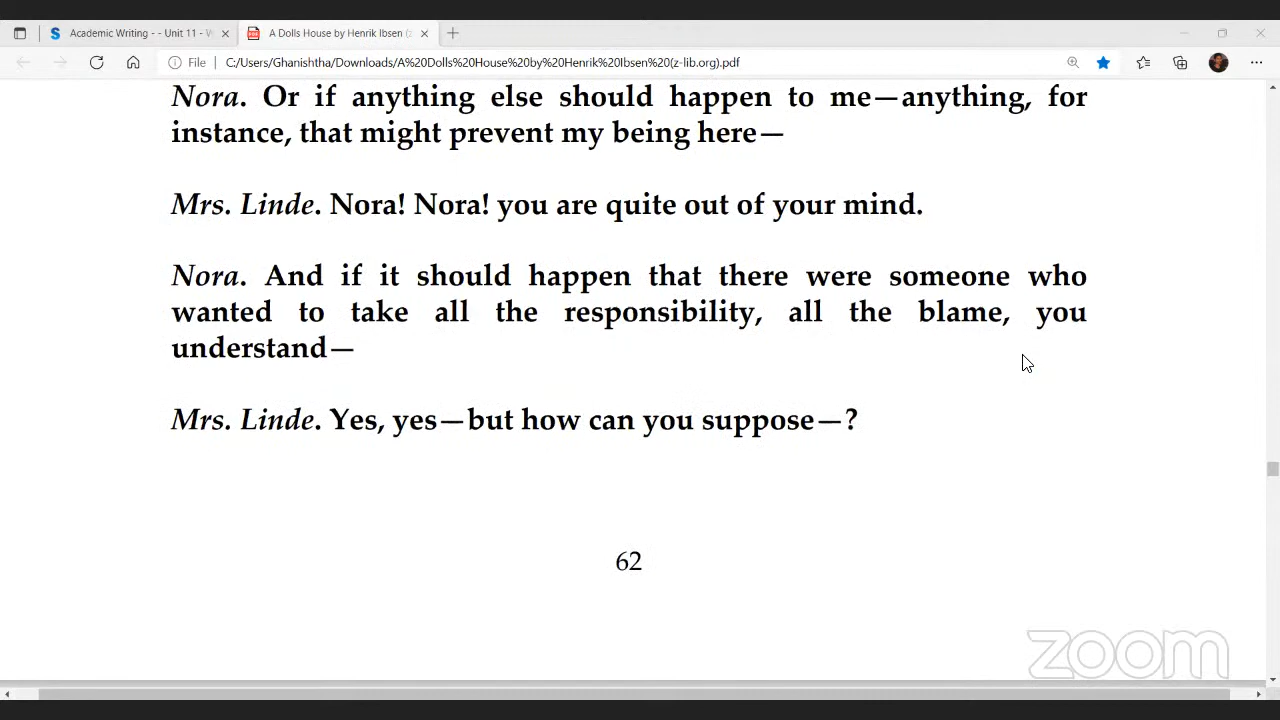 Academic Writing - - Unit 11 - W
A Dolls House by Henrik Ibsen (z
File
C:/Users/Ghanishtha/Downloads/A%20Dolls%20House%20by%20Henrik%20Ibsen%20(z-lib.org).pdf
Nora. Or if anything else should happen to me—anything, for
instance, that might prevent my being here—
Mrs. Linde. Nora! Nora! you are quite out of your mind.
Nora. And if it should happen that there were someone who
wanted to take all the responsibility, all the blame, you
understand—
Mrs. Linde. Yes, yes—but how can you suppose—?
62
zoom